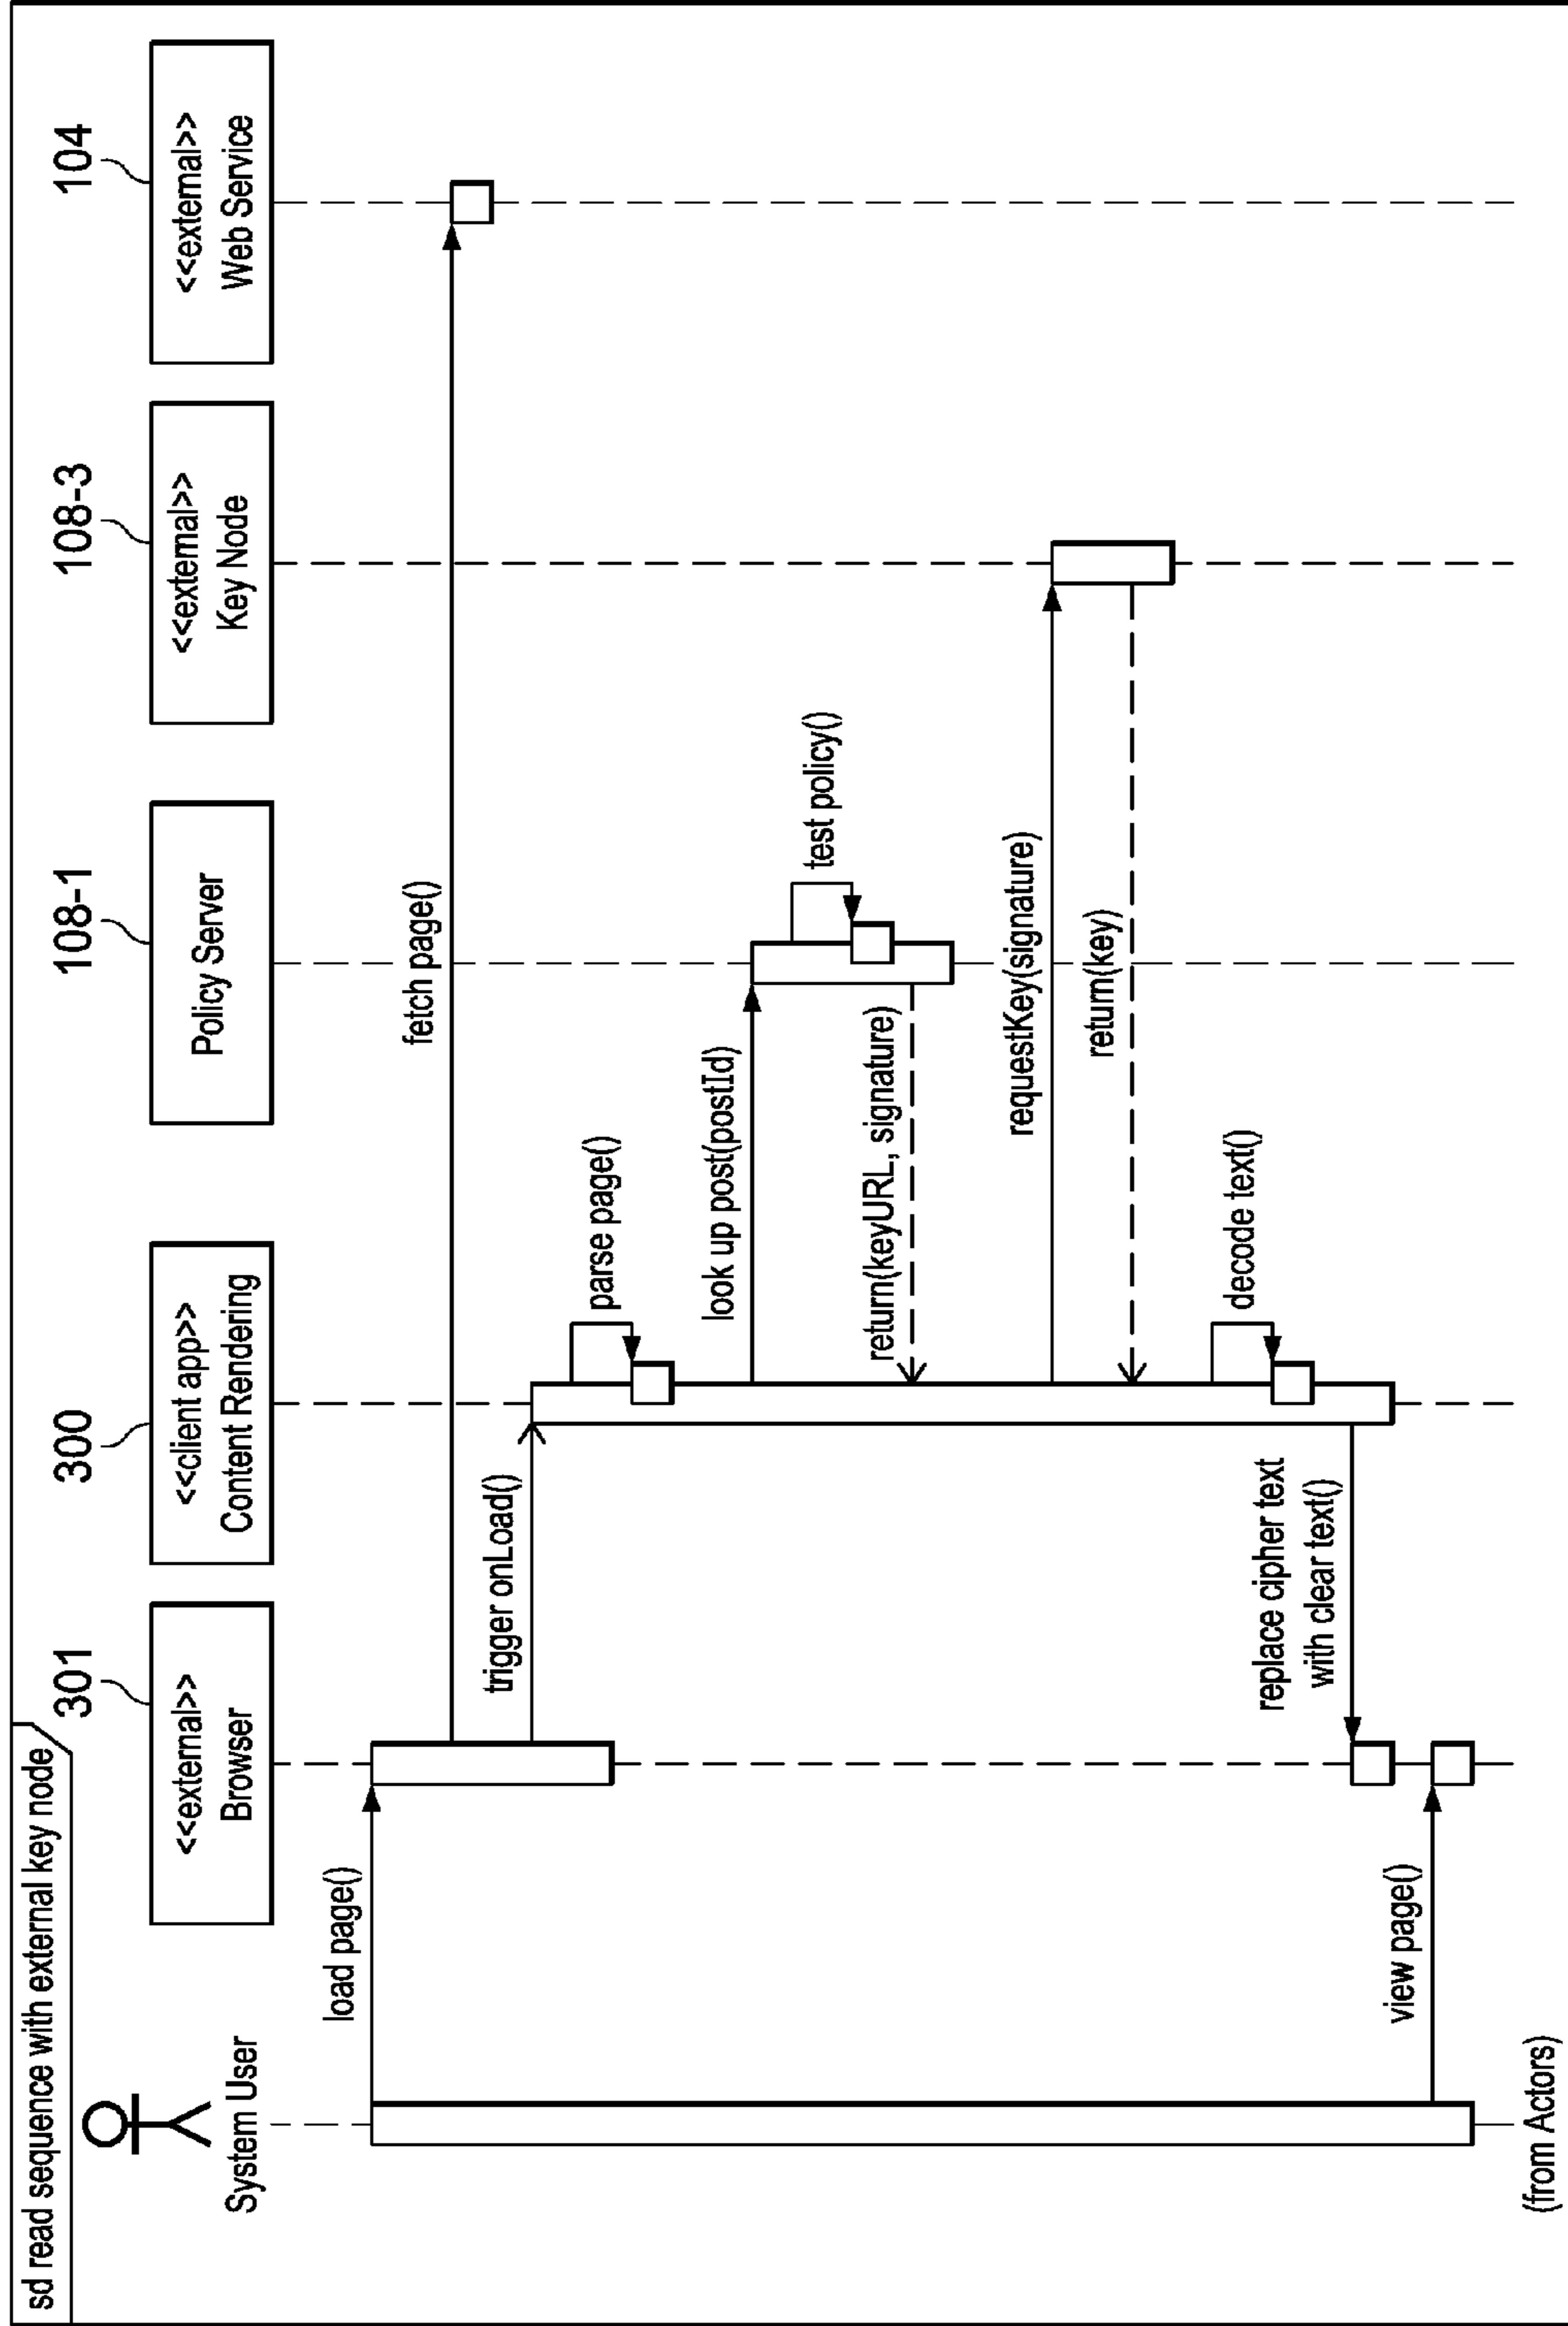 sd read sequence with external key node
System User
301
<<external>>
Browser
300
<<client app>>
Content Rendering
108-1
Policy Server
108-3
<<external>>
Key Node
104
<<external>>
Web Service
load page()
fetch page()
trigger onLoad()
parse page()
look up post(postId)
test policy()
return(keyURL, signature)
requestKey(signature)
return(key)
decode text()
replace cipher text
with clear text()
view page()
(from Actors)